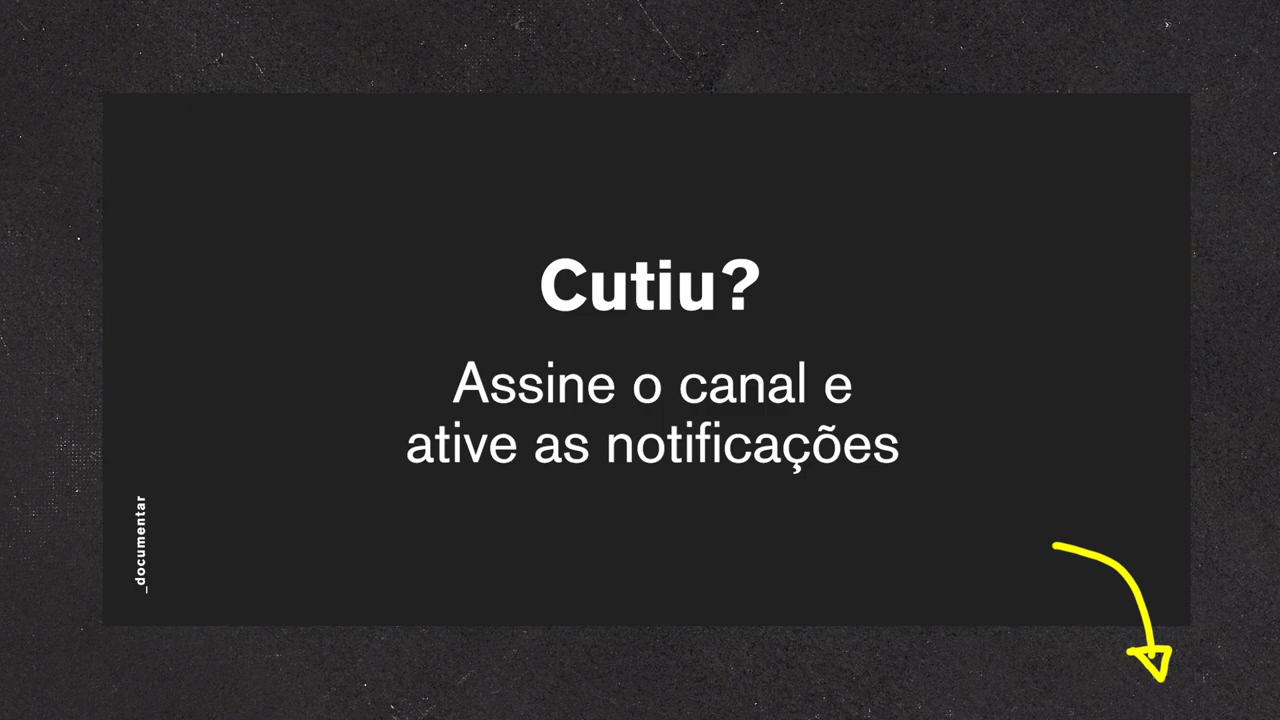 Cutiu?
Assine o canal e
ative as notificações
_documentar